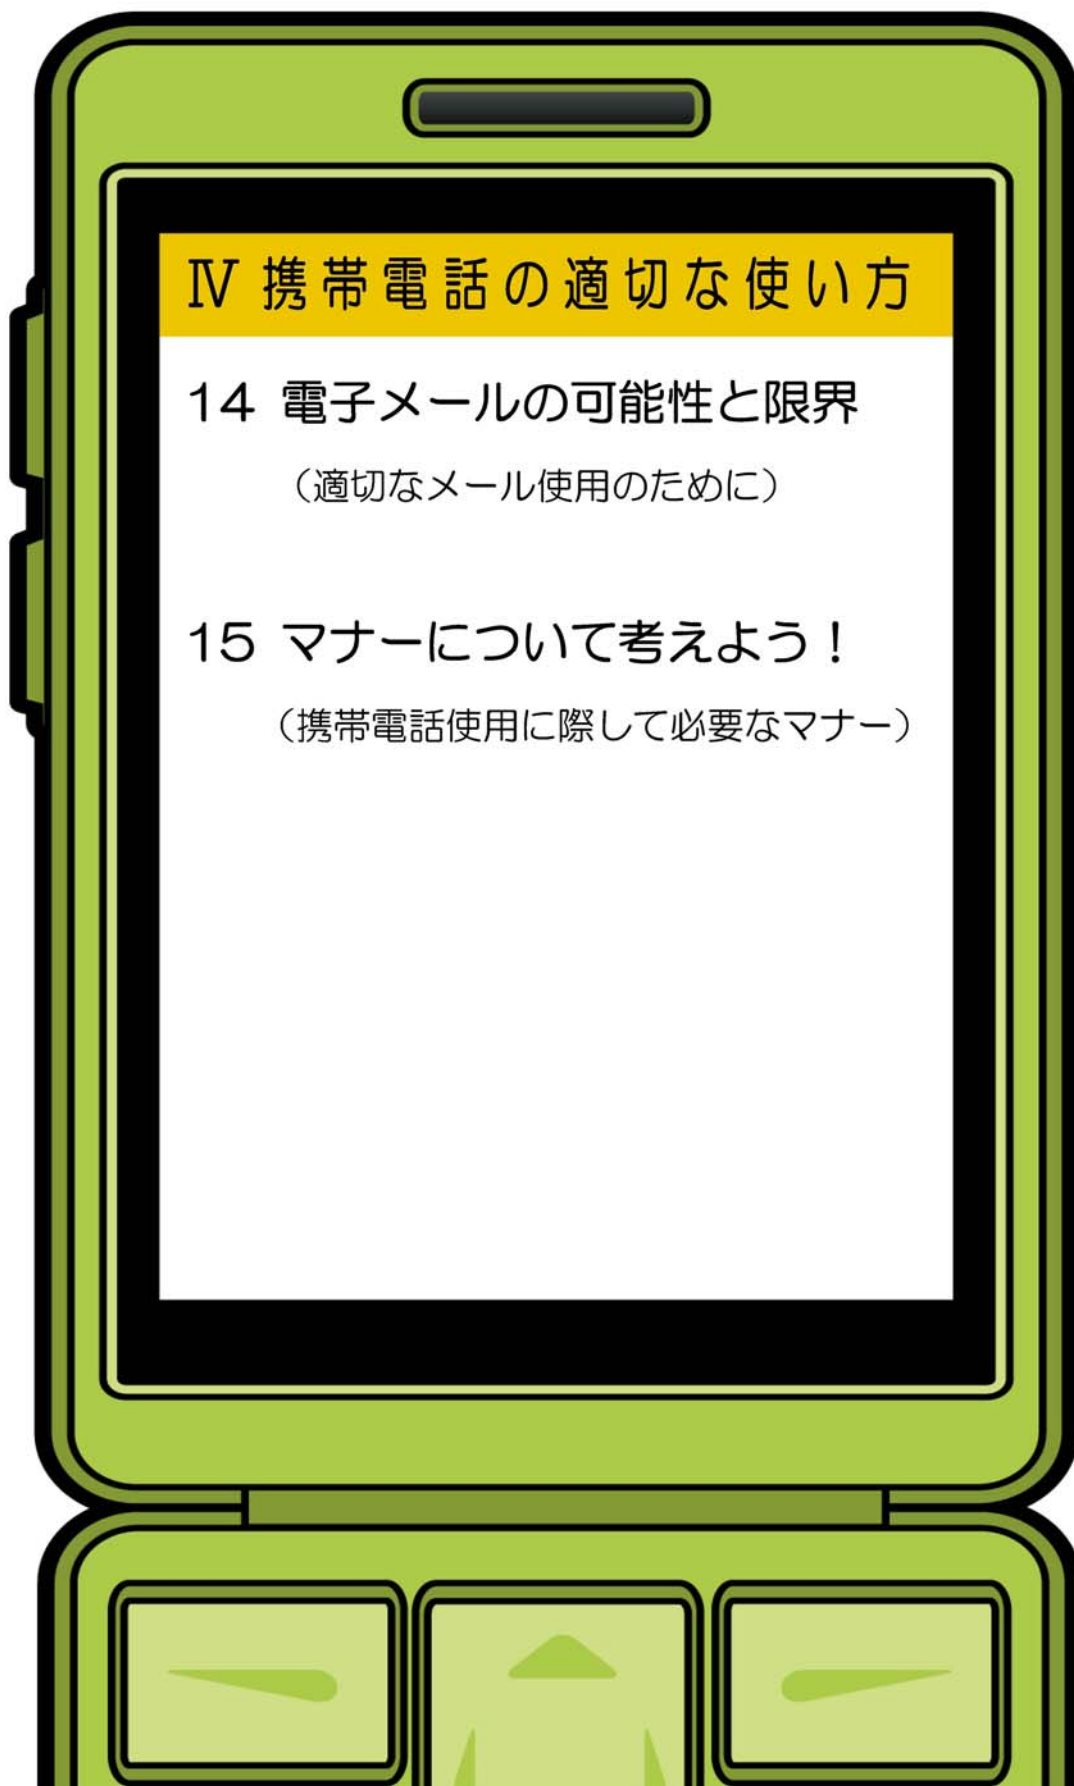 Ⅳ 携帯電話の適切な使い方
14 電子メールの可能性と限界
（適切なメール使用のために）
15 マナーについて考えよう！
（携帯電話使用に際して必要なマナー）